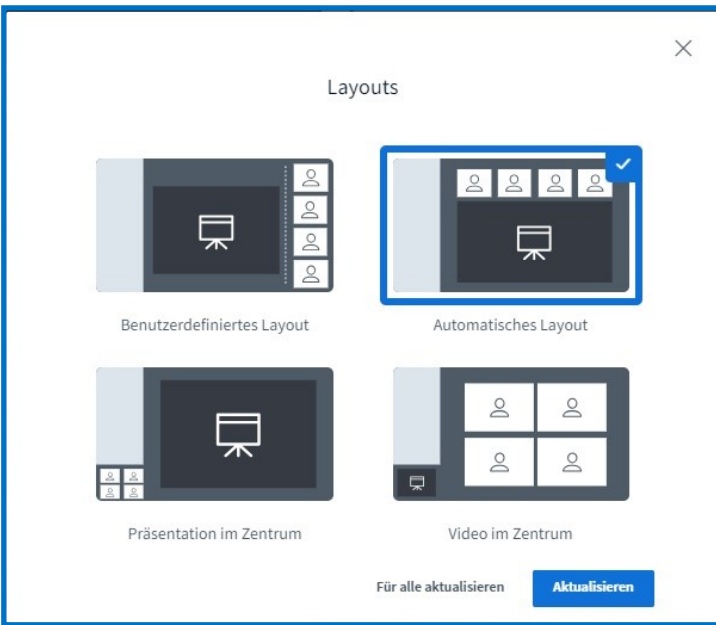 Layouts
Benutzerdefiniertes Layout
Automatisches Layout
Präsentation im Zentrum
Video im Zentrum
Für alle aktualisieren
Aktualisieren